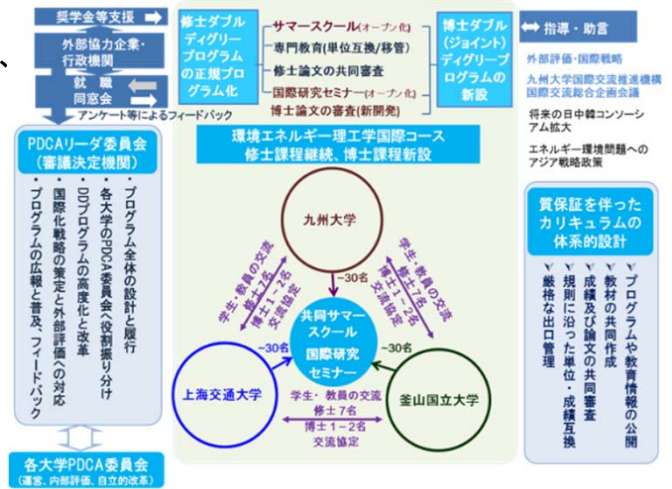 奨学金等支援
外部協力企業・
行政機関
就　職
同窓会
アンケート等によるフィードバック
、
修士ダブル
ディグリー
プログラム
の正規プロ
グラム化
サマースクール(オープン化)
専門教育(単位互換/移管)
修士論文の共同審査
国際研究セミナー(オープン化)
博士論文の審査(新開発)
博士ダブル
(ジョイント)
ディグリープ
ログラムの
新設
指導・助言
外部評価・国際戦略
九州大学国際交流推進機構
国際交流総合企画会議
将来の日中韓コンソーシ
アム拡大
エネルギー環境問題への
アジア戦略政策
PDCAリーダ委員会
(審議決定機関)
・プログラム全体の設計と履行
・各大学のPDCA委員会へ役割振り分け
・DDプログラムの高度化と改革
・国際化戦略の策定と外部評価への対応
・プログラムの広報と普及、フィードバック
各大学PDCA委員会
(運営、内部評価、自立的改革)
環境エネルギー理工学国際コース
修士課程継続、博士課程新設
九州大学
学生・教員の交流
修士7名
博士1～2名
交流協定
~30名
学生・教員の交流
修士7名
博士1～2名
交流協定
共同サマー
スクール
国際研究
セミナー
~30名
~30名
上海交通大学
釜山国立大学
学生・教員の交流
修士7名
博士1～2名
交流協定
質保証を伴った
カリキュラムの
体系的設計
プログラムや教育情報の公開
教材の共同作成
成績及び論文の共同審査
規則に沿った単位・成績互換
厳格な出口管理